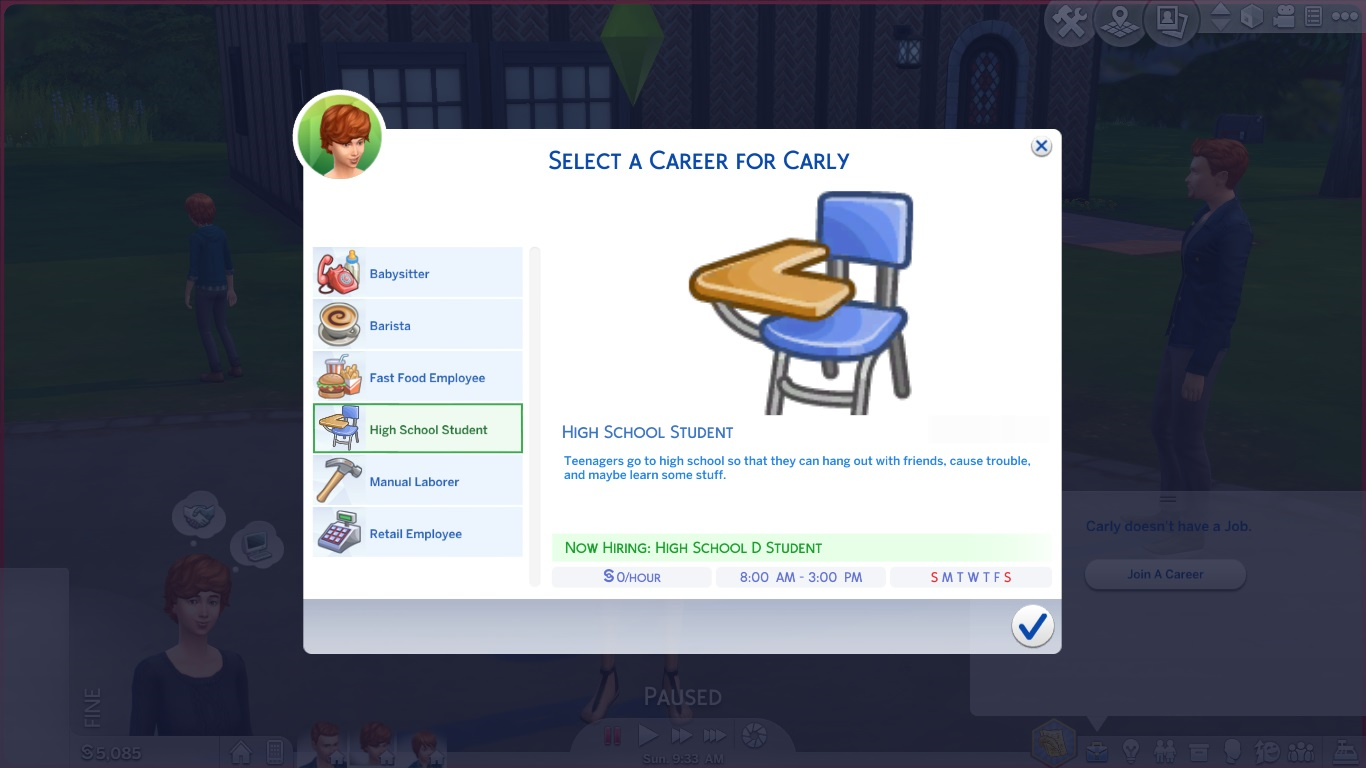 SELECT A CAREER FOR CARLY
Babysitter
Barista
Fast Food Employee
High School Student
Manual Laborer
Retail Employee
HIGH SCHOOL STUDENT
Teenagers go to high school so that they can hang out with friends, cause trouble,
and maybe learn some stuff.
NOW HIRING: HIGH SCHOOL D STUDENT
0/HOUR
8:00 AM - 3:00 PM
S M T W T F S
Carly doesn't have a Job.
Join A Career
FINE
PAUSED
5,085
Sun. 9:33 AM